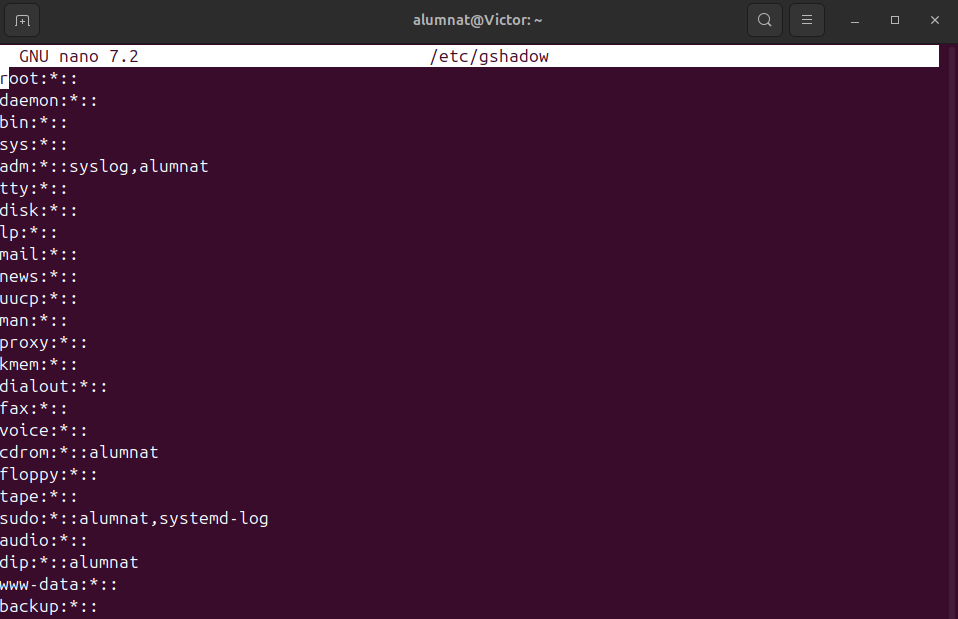 alumnat@Victor: ~
GNU nano 7.2 /etc/gshadow
root:*::
daemon:*::
bin:*::
sys:*::
adm:*::syslog,alumnat
tty:*::
disk:*::
lp:*::
mail:*::
news:*::
uucp:*::
man:*::
proxy:*::
kmem:*::
dialout:*::
fax:*::
voice:*::
cdrom:*::alumnat
floppy:*::
tape:*::
sudo:*::alumnat,systemd-log
audio:*::
dip:*::alumnat
www-data:*::
backup:*::